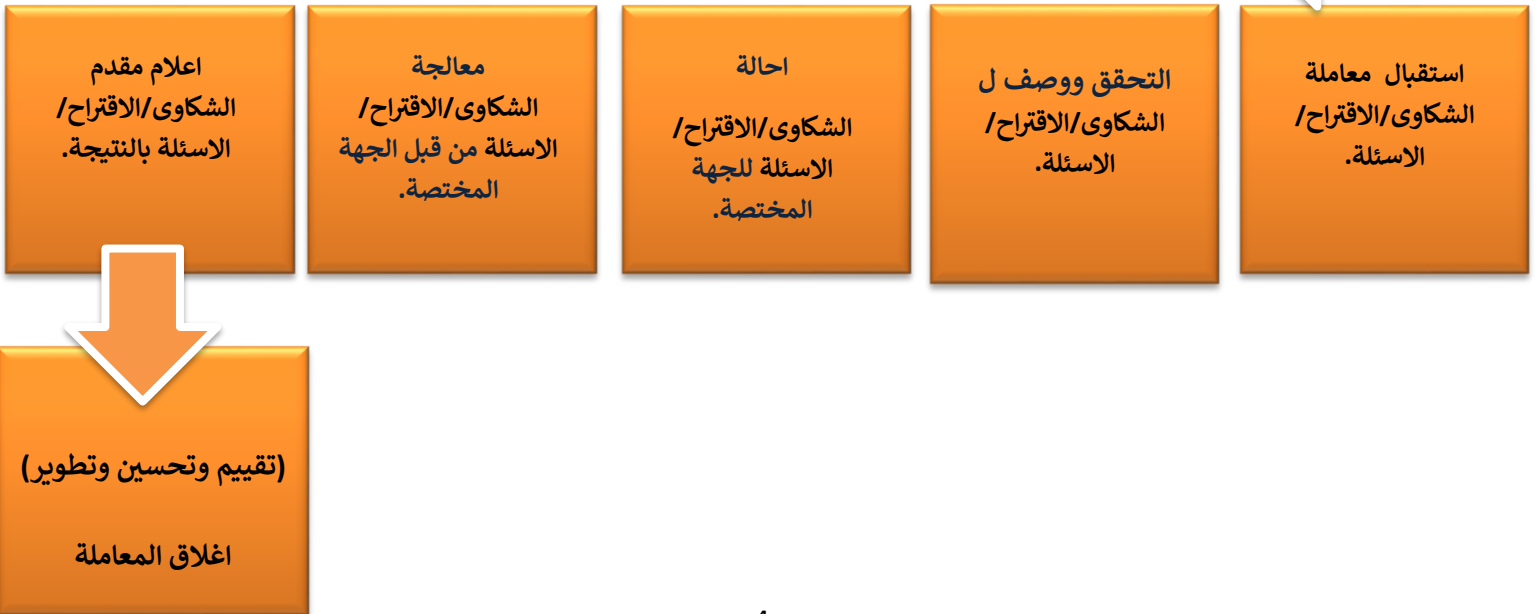 استقبال معاملة
الشكاوى/الاقتراح/
الاسئلة.
التحقق ووصف ل
الشكاوى/الاقتراح/
الاسئلة.
احالة
الشكاوى/الاقتراح/
الاسئلة للجهة
المختصة.
معالجة
الشكاوى/الاقتراح/
الاسئلة من قبل الجهة
المختصة.
اعلام مقدم
الشكاوى/الاقتراح/
الاسئلة بالنتيجة.
(تقييم وتحسين وتطوير)
اغلاق المعاملة